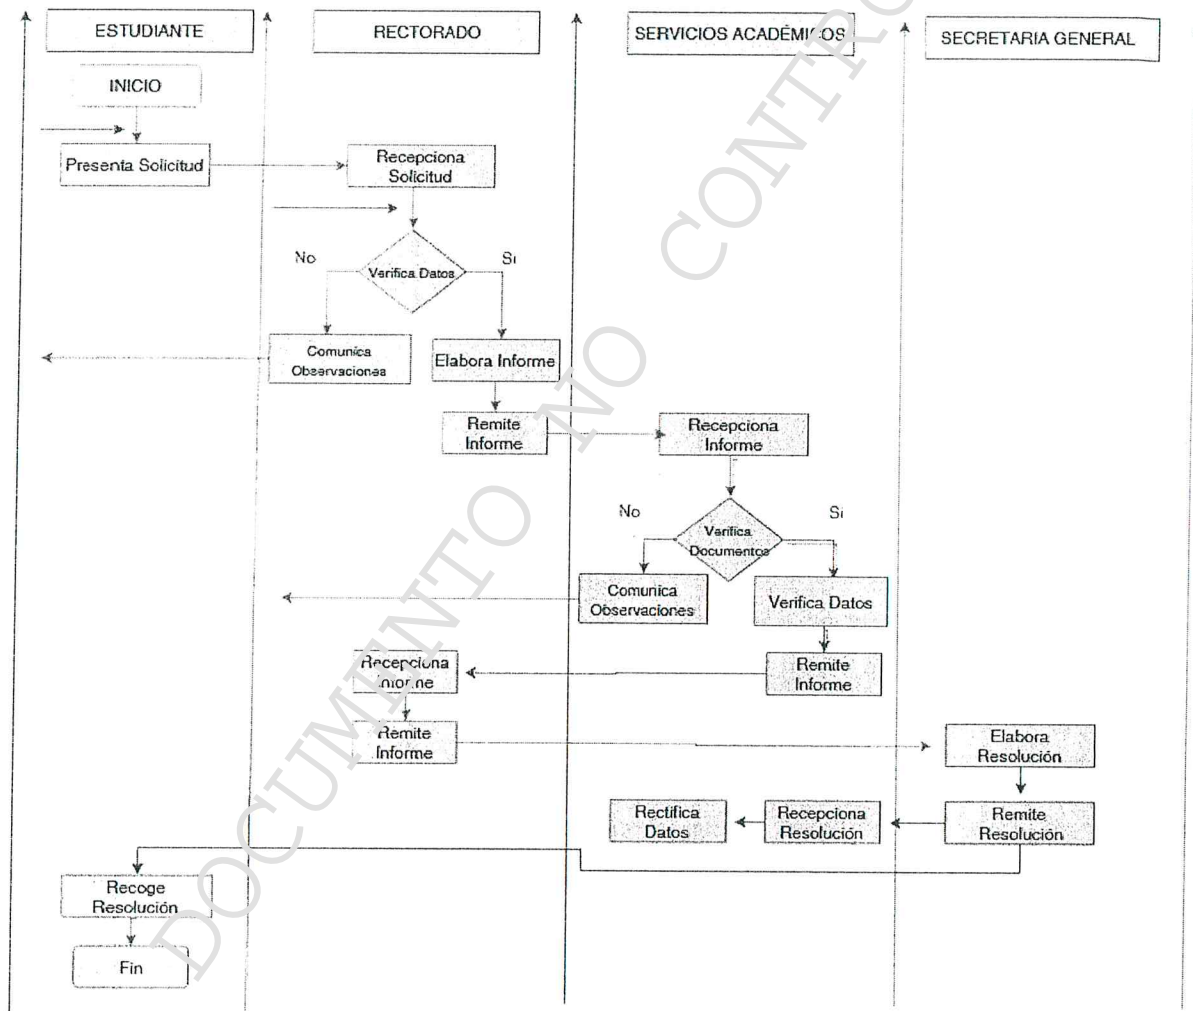 ESTUDIANTE
RECTORADO
SERVICIOS ACADÉMICOS
SECRETARIA GENERAL
INICIO
Presenta Solicitud
Recepciona
Solicitud
No
Verifica Datos
Si
Comunica
Observaciones
Elabora Informe
Remite
Informe
Recepciona
Informe
No
Verifica
Documentos
Si
Comunica
Observaciones
Verifica Datos
Recepciona
Informe
Remite
Informe
Remite
Informe
Elabora
Resolución
Rectifica
Datos
Recepciona
Resolución
Remite
Resolución
Recoge
Resolución
Fin
DOCUMENTO NO CONTRO